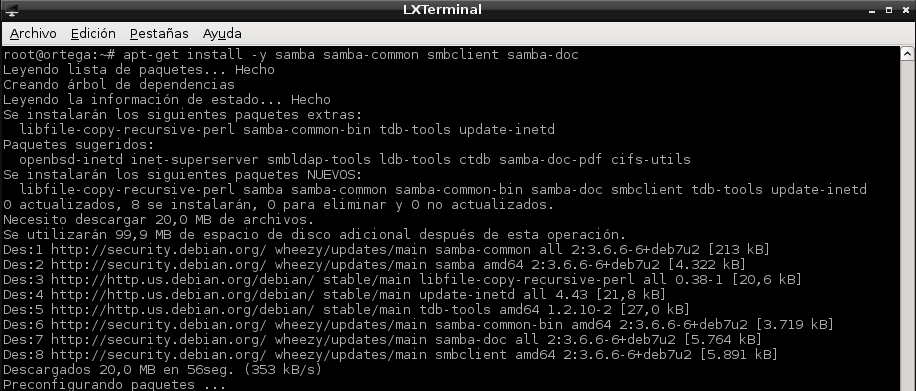 LXTerminal
Archivo Edición Pestañas Ayuda
root@ortega:~# apt-get install -y samba samba-common smbclient samba-doc
Leyendo lista de paquetes... Hecho
Creando árbol de dependencias
Leyendo la información de estado... Hecho
Se instalarán los siguientes paquetes extras:
  libfile-copy-recursive-perl samba-common-bin tdb-tools update-inetd
Paquetes sugeridos:
  openbsd-inetd inet-superserver smbldap-tools ldb-tools ctdb samba-doc-pdf cifs-utils
Se instalarán los siguientes paquetes NUEVOS:
  libfile-copy-recursive-perl samba samba-common samba-common-bin samba-doc smbclient tdb-tools update-inetd
0 actualizados, 8 se instalarán, 0 para eliminar y 0 no actualizados.
Necesito descargar 20,0 MB de archivos.
Se utilizarán 99,9 MB de espacio de disco adicional después de esta operación.
Des:1 http://security.debian.org/ wheezy/updates/main samba-common all 2:3.6.6-6+deb7u2 [213 kB]
Des:2 http://security.debian.org/ wheezy/updates/main samba amd64 2:3.6.6-6+deb7u2 [4.322 kB]
Des:3 http://http.us.debian.org/debian/ stable/main libfile-copy-recursive-perl all 0.38-1 [20,6 kB]
Des:4 http://http.us.debian.org/debian/ stable/main update-inetd all 4.43 [21,8 kB]
Des:5 http://http.us.debian.org/debian/ stable/main tdb-tools amd64 1.2.10-2 [27,0 kB]
Des:6 http://security.debian.org/ wheezy/updates/main samba-common-bin amd64 2:3.6.6-6+deb7u2 [3.719 kB]
Des:7 http://security.debian.org/ wheezy/updates/main samba-doc all 2:3.6.6-6+deb7u2 [5.764 kB]
Des:8 http://security.debian.org/ wheezy/updates/main smbclient amd64 2:3.6.6-6+deb7u2 [5.891 kB]
Descargados 20,0 MB en 56seg. (353 kB/s)
Preconfigurando paquetes ...